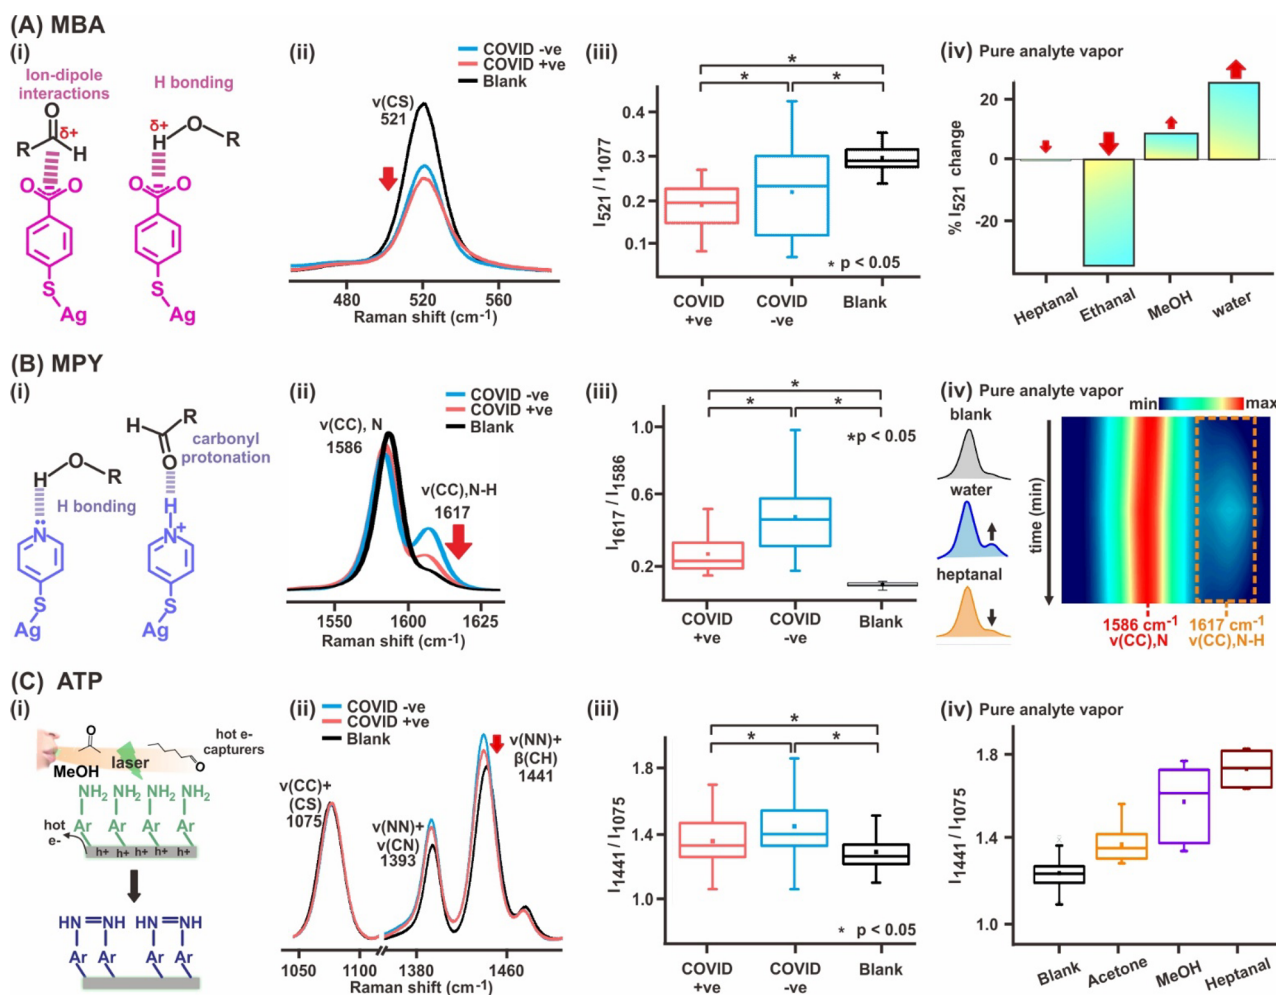 (A) MBA
(i)
Ion-dipole
interactions
H bonding
O
δ+
R
H
δ+
H
O
R
O
O
O
O
S
S
Ag
Ag
(ii)
COVID -ve
COVID +ve
Blank
v(CS)
521
480
520
560
Raman shift (cm-1)
(iii)
*
*
*
0.4
0.3
0.2
0.1
I521 / I1077
* p < 0.05
COVID
+ve
COVID
-ve
Blank
(iv) Pure analyte vapor
20
0
-20
% I521 change
Heptanal
Ethanal
MeOH
water
(B) MPY
(i)
H
R
O
carbonyl
protonation
H
O
R
H bonding
H
N
N+
S
S
Ag
Ag
(ii)
COVID -ve
COVID +ve
Blank
v(CC), N
1586
v(CC),N-H
1617
1550
1600
1625
Raman shift (cm-1)
(iii)
*
*
*
1.0
0.6
0.2
I1617 / I1586
*p < 0.05
COVID
+ve
COVID
-ve
Blank
(iv) Pure analyte vapor
blank
water
heptanal
min
max
time (min)
1586 cm-1
v(CC),N
1617 cm-1
v(CC),N-H
(C) ATP
(i)
O
hot e-
capturers
MeOH
laser
O
NH2 NH2 NH2 NH2
Ar Ar Ar Ar
hot
e-
h+ h+ h+ h+ h+
HN=NH HN=NH
Ar Ar Ar Ar
(ii)
COVID -ve
COVID +ve
Blank
v(CC)+
(CS)
1075
v(NN)+
v(CN)
1393
v(NN)+
β(CH)
1441
1050
1100
1380
1460
Raman shift (cm-1)
(iii)
*
*
*
1.8
1.4
1.0
I1441 / I1075
* p < 0.05
COVID
+ve
COVID
-ve
Blank
(iv) Pure analyte vapor
1.8
1.4
1.0
I1441 / I1075
Blank
Acetone
MeOH
Heptanal